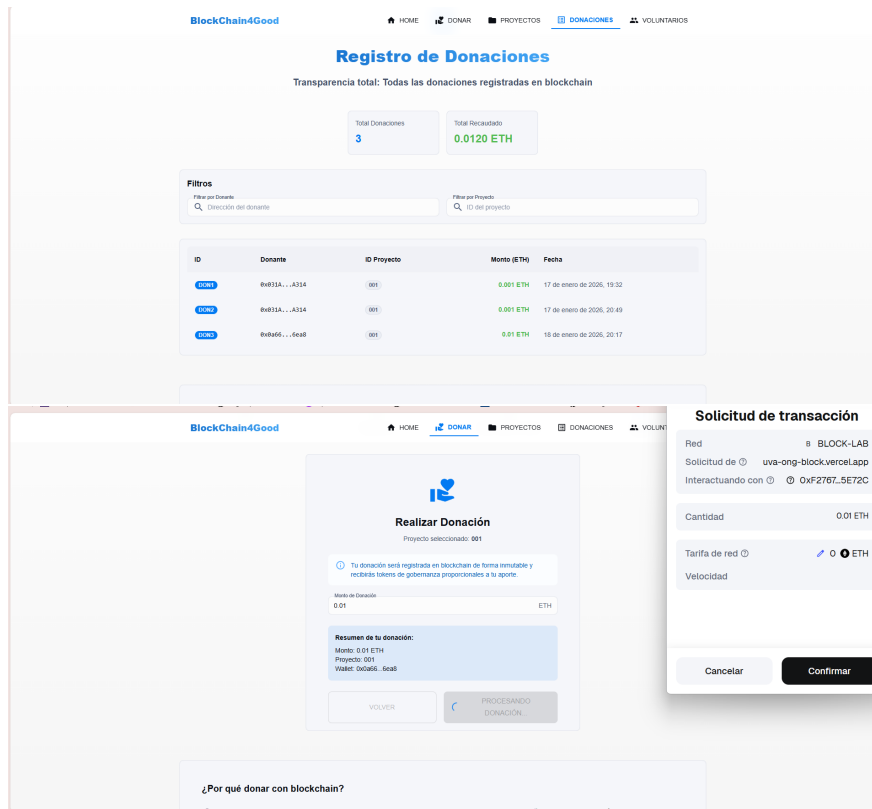 BlockChain4Good
HOME DONAR PROYECTOS DONACIONES VOLUNTARIOS
Registro de Donaciones
Transparencia total: Todas las donaciones registradas en blockchain
Total Donaciones
3
Total Recaudado
0.0120 ETH
Filtros
Filtrar por Donante
Dirección del donante
Filtrar por Proyecto
ID del proyecto
ID Donante ID Proyecto Monto (ETH) Fecha
DON1 0x031A...A314 001 0.001 ETH 17 de enero de 2026, 19:32
DON2 0x031A...A314 001 0.001 ETH 17 de enero de 2026, 20:49
DON3 0x0a66...6ea8 001 0.01 ETH 18 de enero de 2026, 20:17
BlockChain4Good
HOME DONAR PROYECTOS DONACIONES VOLUNT
Realizar Donación
Proyecto seleccionado: 001
Tu donación será registrada en blockchain de forma inmutable y
recibirás tokens de gobernanza proporcionales a tu aporte.
Monto de Donación
0.01 ETH
Resumen de tu donación:
Monto: 0.01 ETH
Proyecto: 001
Wallet: 0x0a66...6ea8
VOLVER
PROCESANDO
DONACIÓN...
¿Por qué donar con blockchain?
Solicitud de transacción
Red B BLOCK-LAB
Solicitud de uva-ong-block.vercel.app
Interactuando con 0xF2767...5E72C
Cantidad 0.01 ETH
Tarifa de red 0 ETH
Velocidad
Cancelar Confirmar